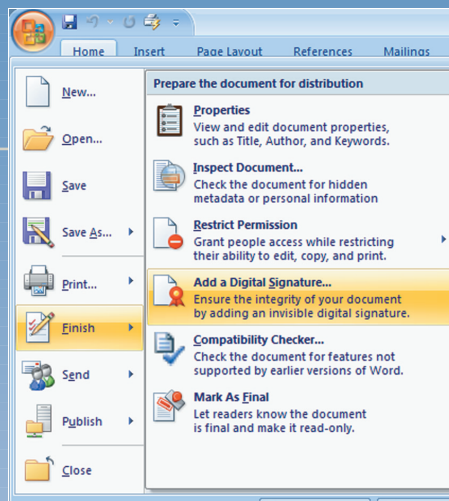 Home Insert Page Layout References Mailings
New...
Open...
Save
Save As...
Print...
Finish
Send
Publish
Close
Prepare the document for distribution
Properties
View and edit document properties,
such as Title, Author, and Keywords.
Inspect Document...
Check the document for hidden
metadata or personal information
Restrict Permission
Grant people access while restricting
their ability to edit, copy, and print.
Add a Digital Signature...
Ensure the integrity of your document
by adding an invisible digital signature.
Compatibility Checker...
Check the document for features not
supported by earlier versions of Word.
Mark As Final
Let readers know the document
is final and make it read-only.